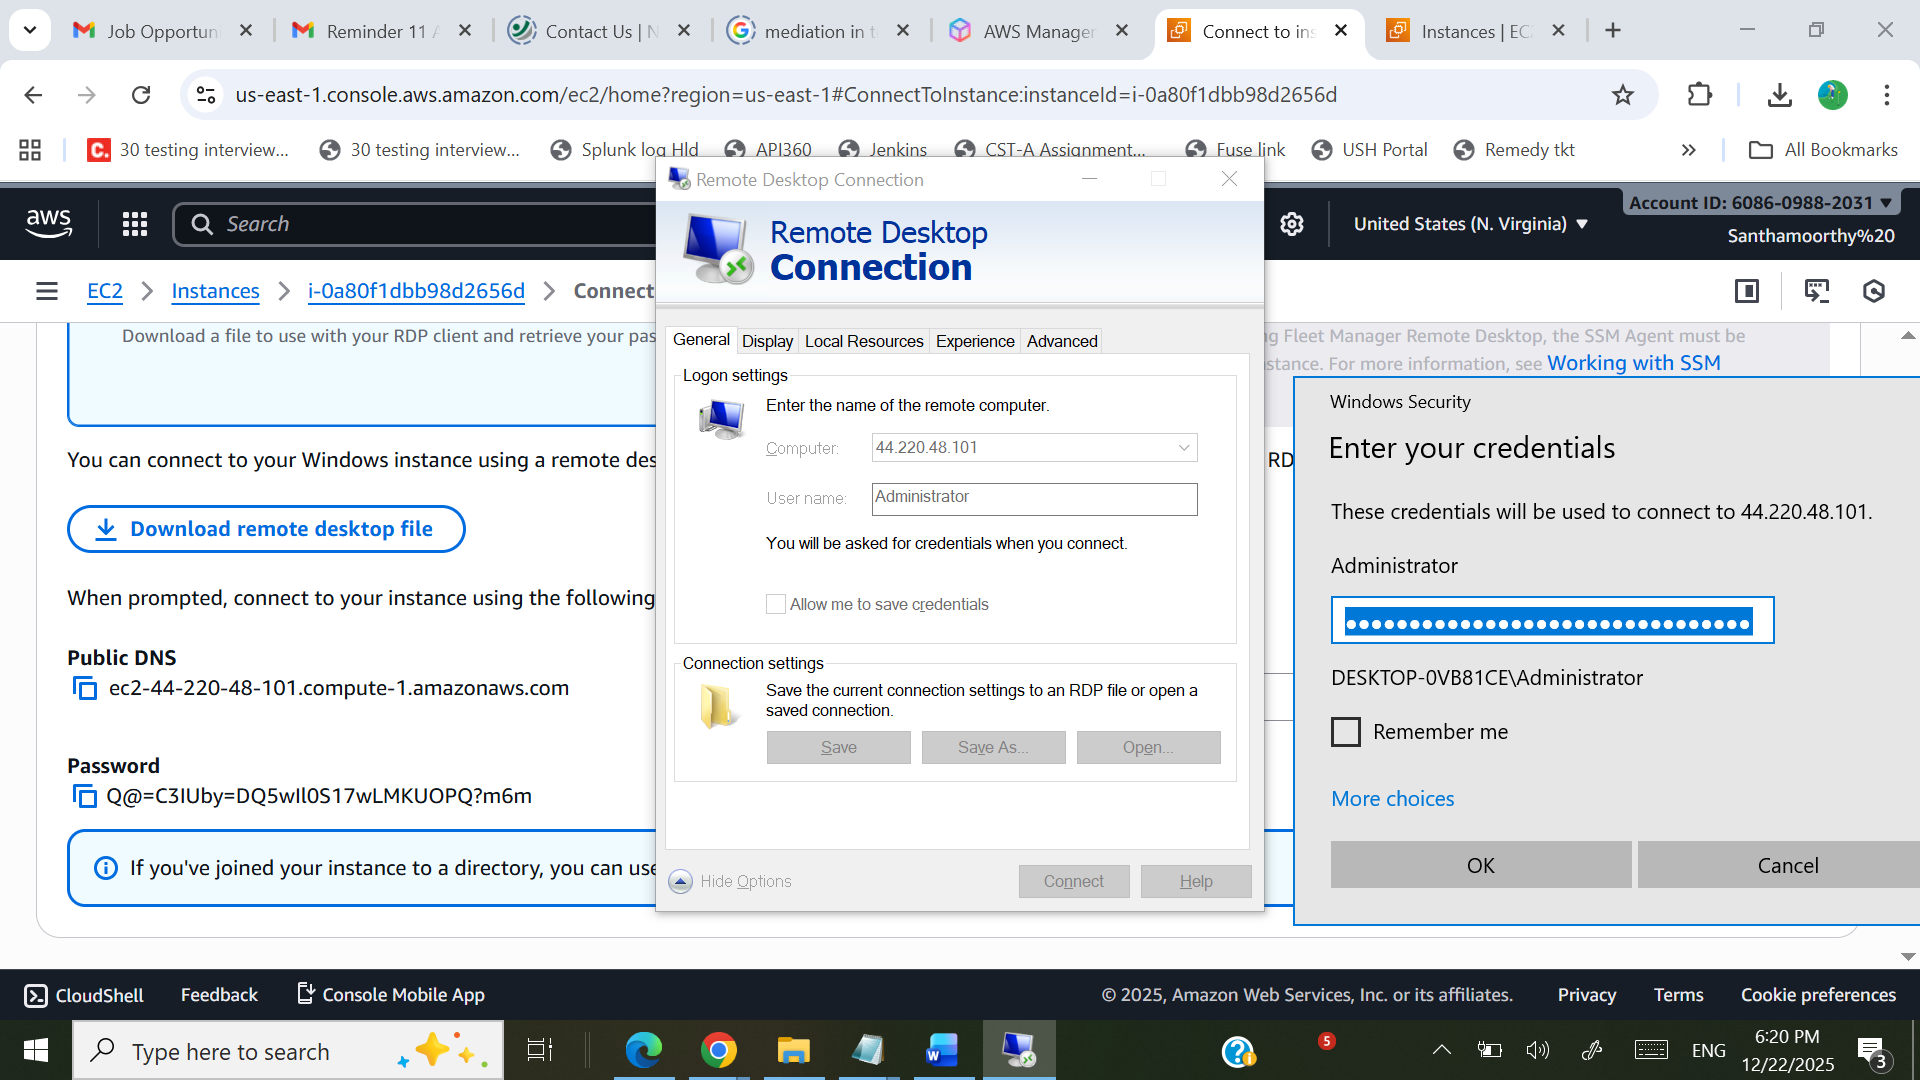 Job Opportun
Reminder 11 A
Contact Us | N
mediation in t
AWS Manager
Connect to ins
Instances | EC
us-east-1.console.aws.amazon.com/ec2/home?region=us-east-1#ConnectToInstance:instanceId=i-0a80f1dbb98d2656d
30 testing interview...
30 testing interview...
Splunk log Hld
API360
Jenkins
CST-A Assignment...
Fuse link
USH Portal
Remedy tkt
All Bookmarks
aws
Search
United States (N. Virginia)
Account ID: 6086-0988-2031
Santhamoorthy%20
EC2
Instances
i-0a80f1dbb98d2656d
Connect
Download a file to use with your RDP client and retrieve your pas
ng Fleet Manager Remote Desktop, the SSM Agent must be
stance. For more information, see Working with SSM
You can connect to your Windows instance using a remote des
RD
Download remote desktop file
When prompted, connect to your instance using the following
Public DNS
ec2-44-220-48-101.compute-1.amazonaws.com
Password
Q@=C3IUby=DQ5wIl0S17wLMKUOPQ?m6m
If you've joined your instance to a directory, you can use
Remote Desktop Connection
Remote Desktop
Connection
General
Display
Local Resources
Experience
Advanced
Logon settings
Enter the name of the remote computer.
Computer:
44.220.48.101
User name:
Administrator
You will be asked for credentials when you connect.
Allow me to save credentials
Connection settings
Save the current connection settings to an RDP file or open a
saved connection.
Save
Save As...
Open...
Hide Options
Connect
Help
Windows Security
Enter your credentials
These credentials will be used to connect to 44.220.48.101.
Administrator
DESKTOP-0VB81CE\Administrator
Remember me
More choices
OK
Cancel
CloudShell
Feedback
Console Mobile App
© 2025, Amazon Web Services, Inc. or its affiliates.
Privacy
Terms
Cookie preferences
Type here to search
5
ENG
6:20 PM
12/22/2025
3